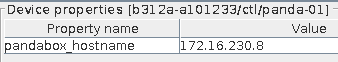 Device properties [b312a-a101233/ctl/panda-01]
Property name Value
pandabox_hostname 172.16.230.8